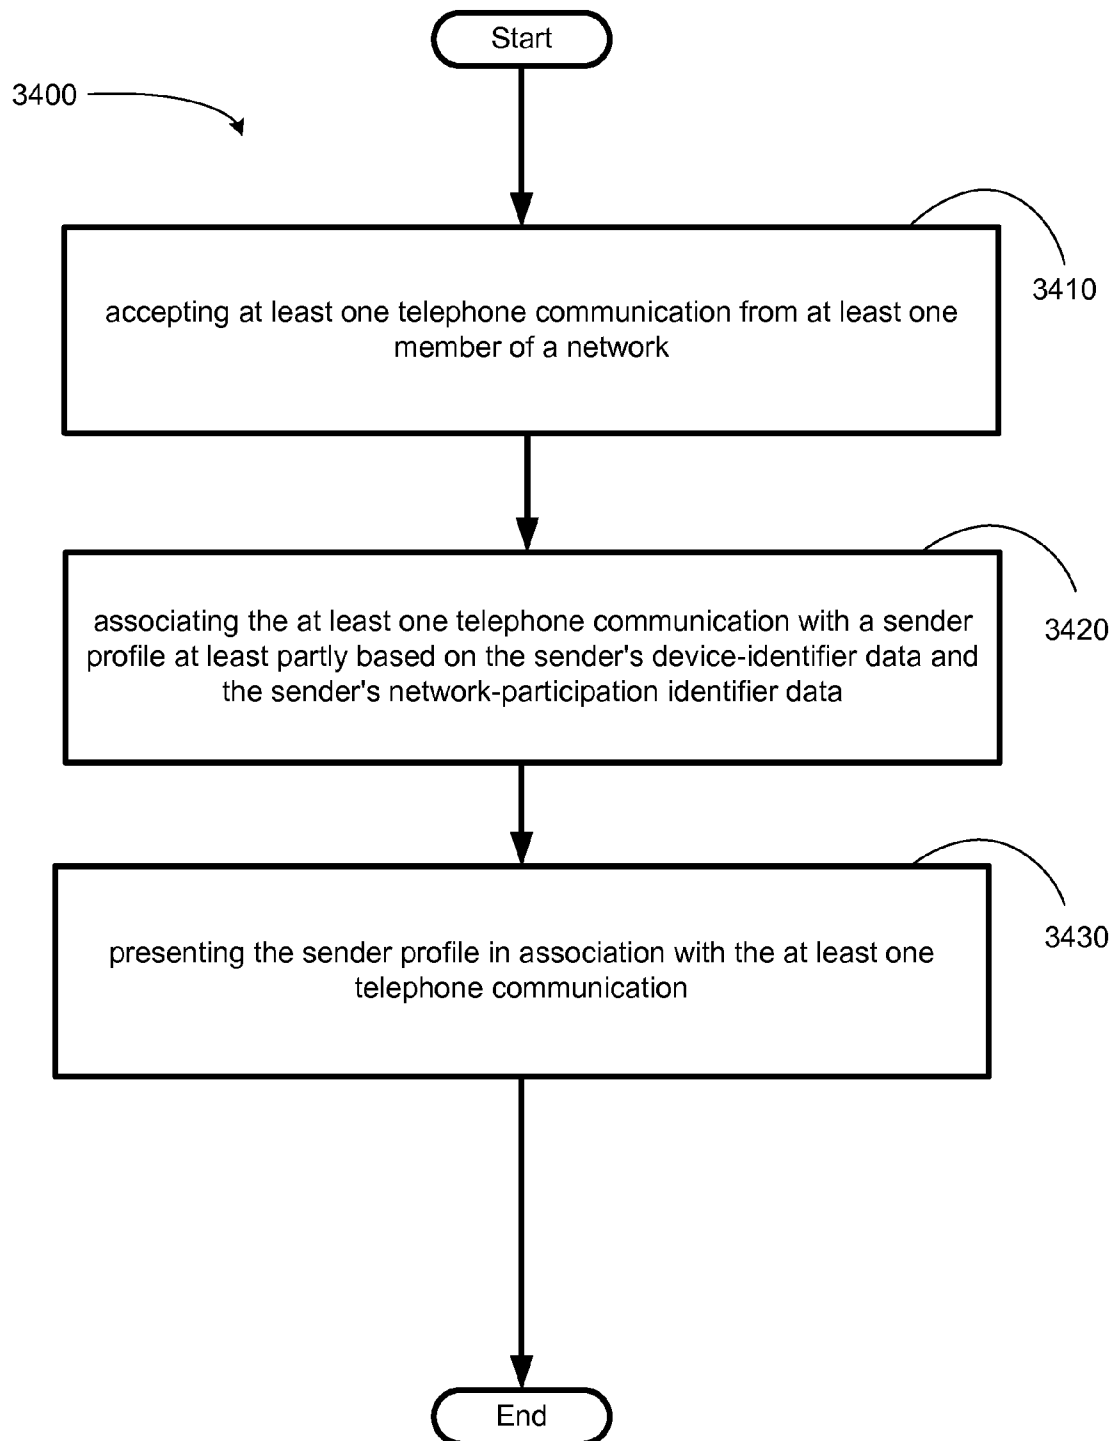 Start
3400
3410
accepting at least one telephone communication from at least one
member of a network
3420
associating the at least one telephone communication with a sender
profile at least partly based on the sender's device-identifier data and
the sender's network-participation identifier data
3430
presenting the sender profile in association with the at least one
telephone communication
End